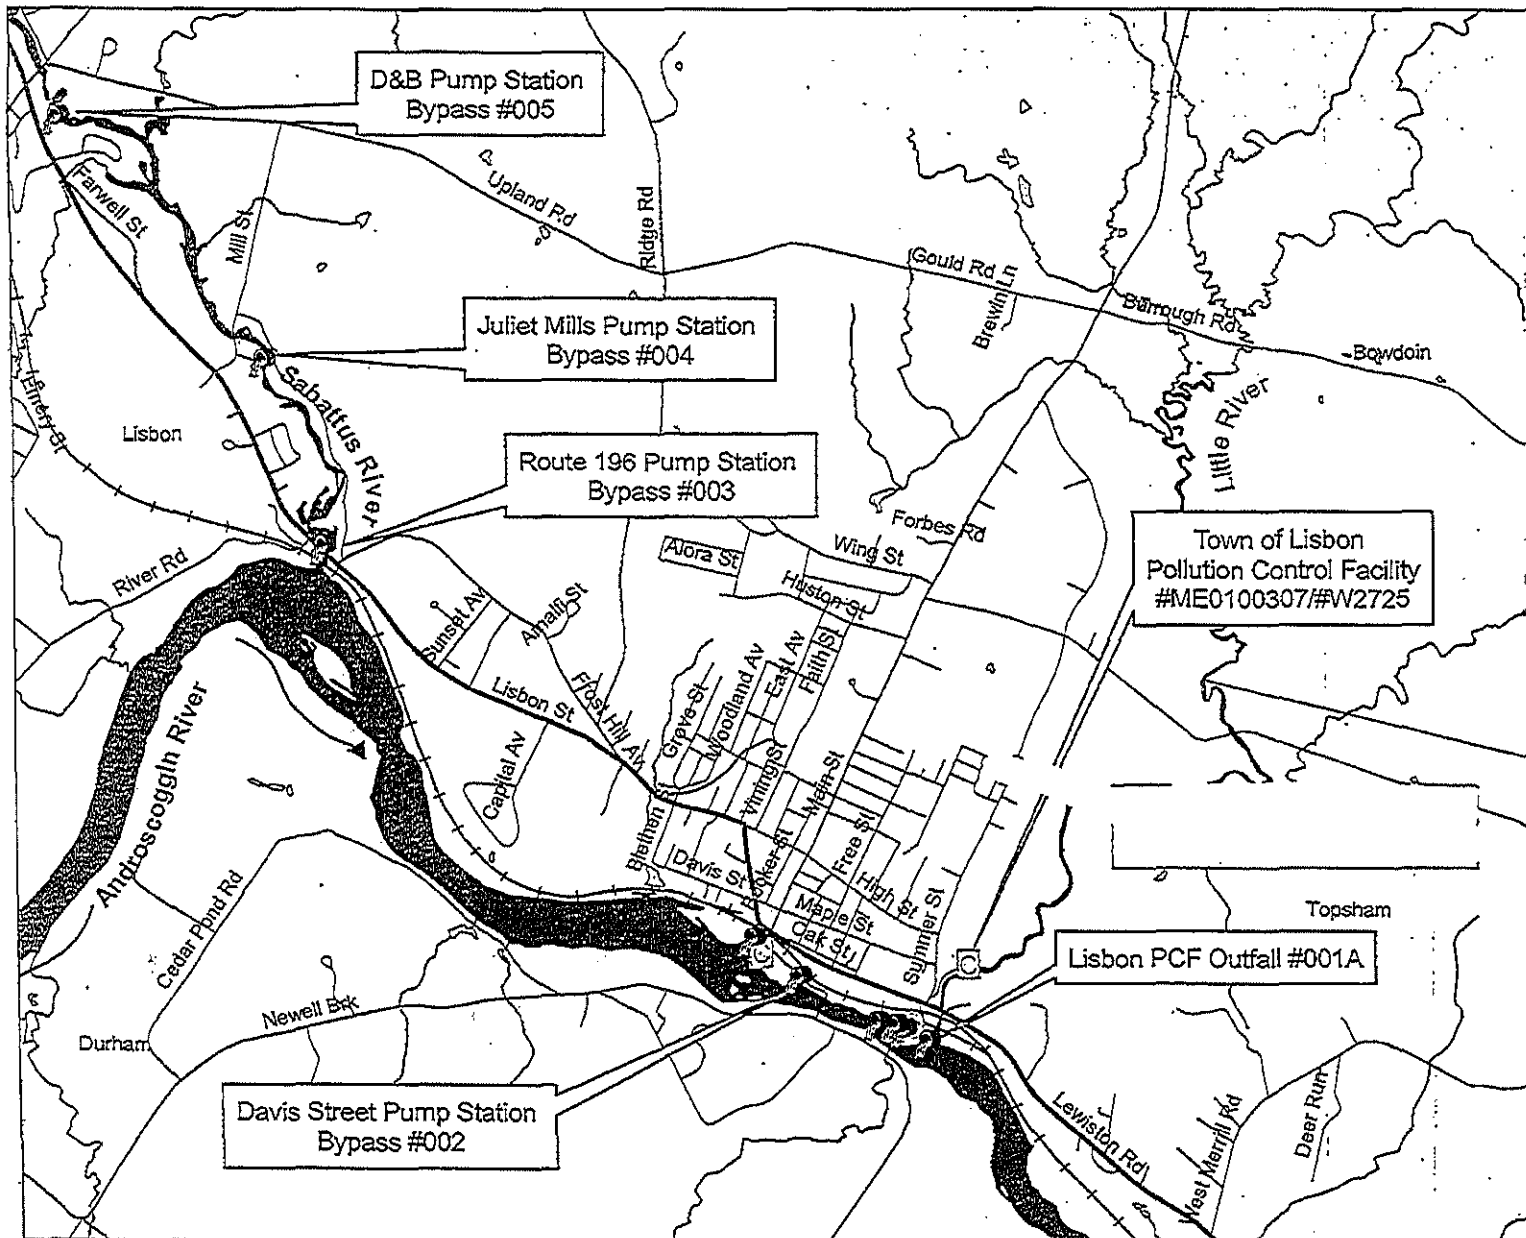 D&B Pump Station
Bypass #005
Farwell St
Mill St
Upland Rd
Ridge Rd
Gould Rd
Brewin Ln
Burrough Rd
Bowdoin
Juliet Mills Pump Station
Bypass #004
Sabattus River
Little River
Emery St
Lisbon
Route 196 Pump Station
Bypass #003
River Rd
Alora St
Wing St
Forbes Rd
Huston St
Town of Lisbon
Pollution Control Facility
#ME0100307/#W2725
Sunset Av
Amalfi St
Frost Hill Av
Lisbon St
Grove St
Woodland Av
East Av
Faith St
Androscoggin River
Capital Av
Vining St
Main St
Free St
Blethen St
Davis St
Booker St
High St
Maple St
Oak St
Summer St
Cedar Pond Rd
Topsham
C
C
Lisbon PCF Outfall #001A
Newell Brk
Durham
Davis Street Pump Station
Bypass #002
Lewiston Rd
West Merrill Rd
Deer Run